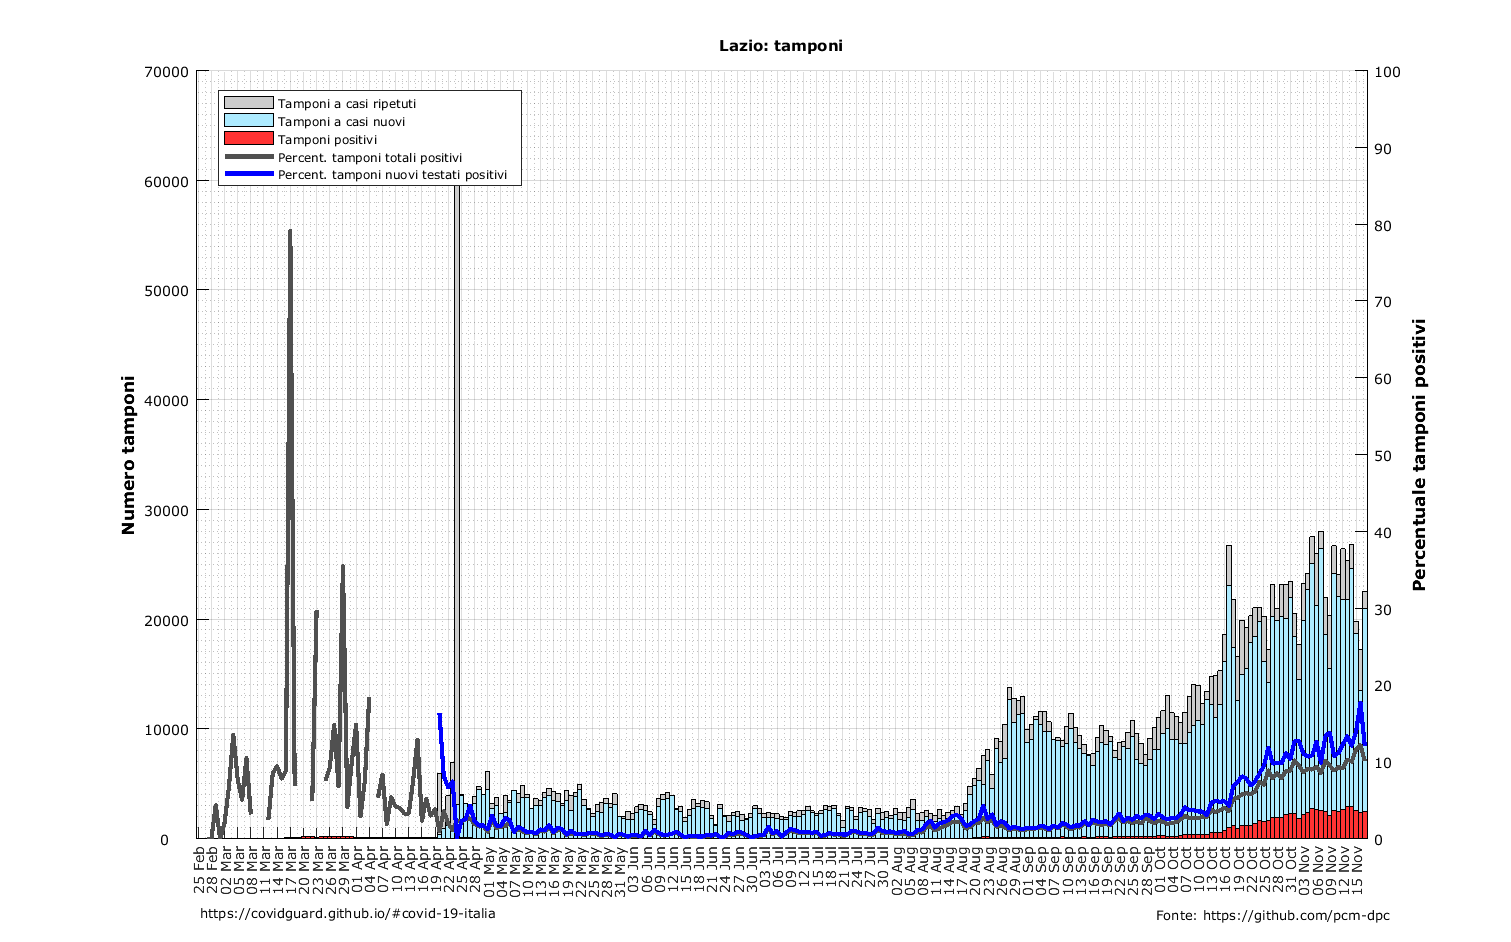 Lazio: tamponi
70000
60000
50000
40000
30000
20000
10000
0
Numero tamponi
Tamponi a casi ripetuti
Tamponi a casi nuovi
Tamponi positivi
Percent. tamponi totali positivi
Percent. tamponi nuovi testati positivi
100
90
80
70
60
50
40
30
20
10
0
Percentuale tamponi positivi
25 Feb
28 Feb
02 Mar
05 Mar
08 Mar
11 Mar
14 Mar
17 Mar
20 Mar
23 Mar
26 Mar
29 Mar
01 Apr
04 Apr
07 Apr
10 Apr
13 Apr
16 Apr
19 Apr
22 Apr
25 Apr
28 Apr
01 May
04 May
07 May
10 May
13 May
16 May
19 May
22 May
25 May
28 May
31 May
03 Jun
06 Jun
09 Jun
12 Jun
15 Jun
18 Jun
21 Jun
24 Jun
27 Jun
30 Jun
03 Jul
06 Jul
09 Jul
12 Jul
15 Jul
18 Jul
21 Jul
24 Jul
27 Jul
30 Jul
02 Aug
05 Aug
08 Aug
11 Aug
14 Aug
17 Aug
20 Aug
23 Aug
26 Aug
29 Aug
01 Sep
04 Sep
07 Sep
10 Sep
13 Sep
16 Sep
19 Sep
22 Sep
25 Sep
28 Sep
01 Oct
04 Oct
07 Oct
10 Oct
13 Oct
16 Oct
19 Oct
22 Oct
25 Oct
28 Oct
31 Oct
03 Nov
06 Nov
09 Nov
12 Nov
15 Nov
https://covidguard.github.io/#covid-19-italia
Fonte: https://github.com/pcm-dpc